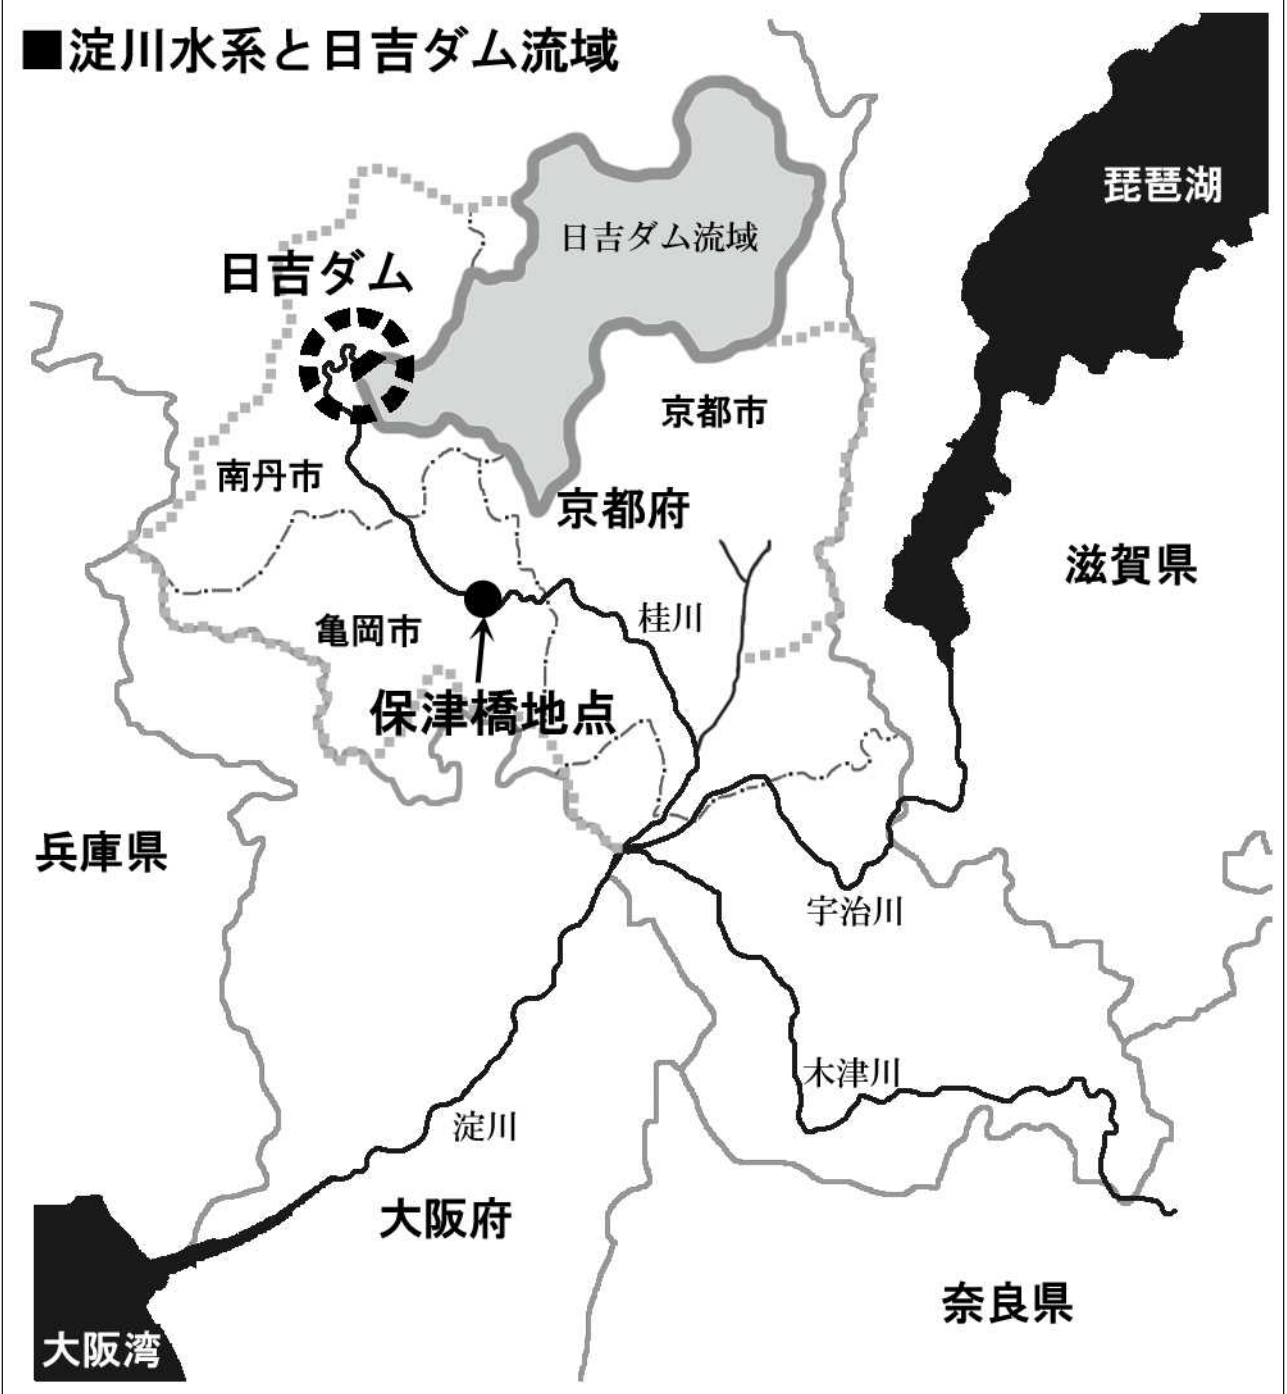 ■淀川水系と日吉ダム流域
琵琶湖
日吉ダム流域
日吉ダム
京都市
南丹市
京都府
滋賀県
桂川
亀岡市
保津橋地点
兵庫県
宇治川
木津川
淀川
大阪府
奈良県
大阪湾